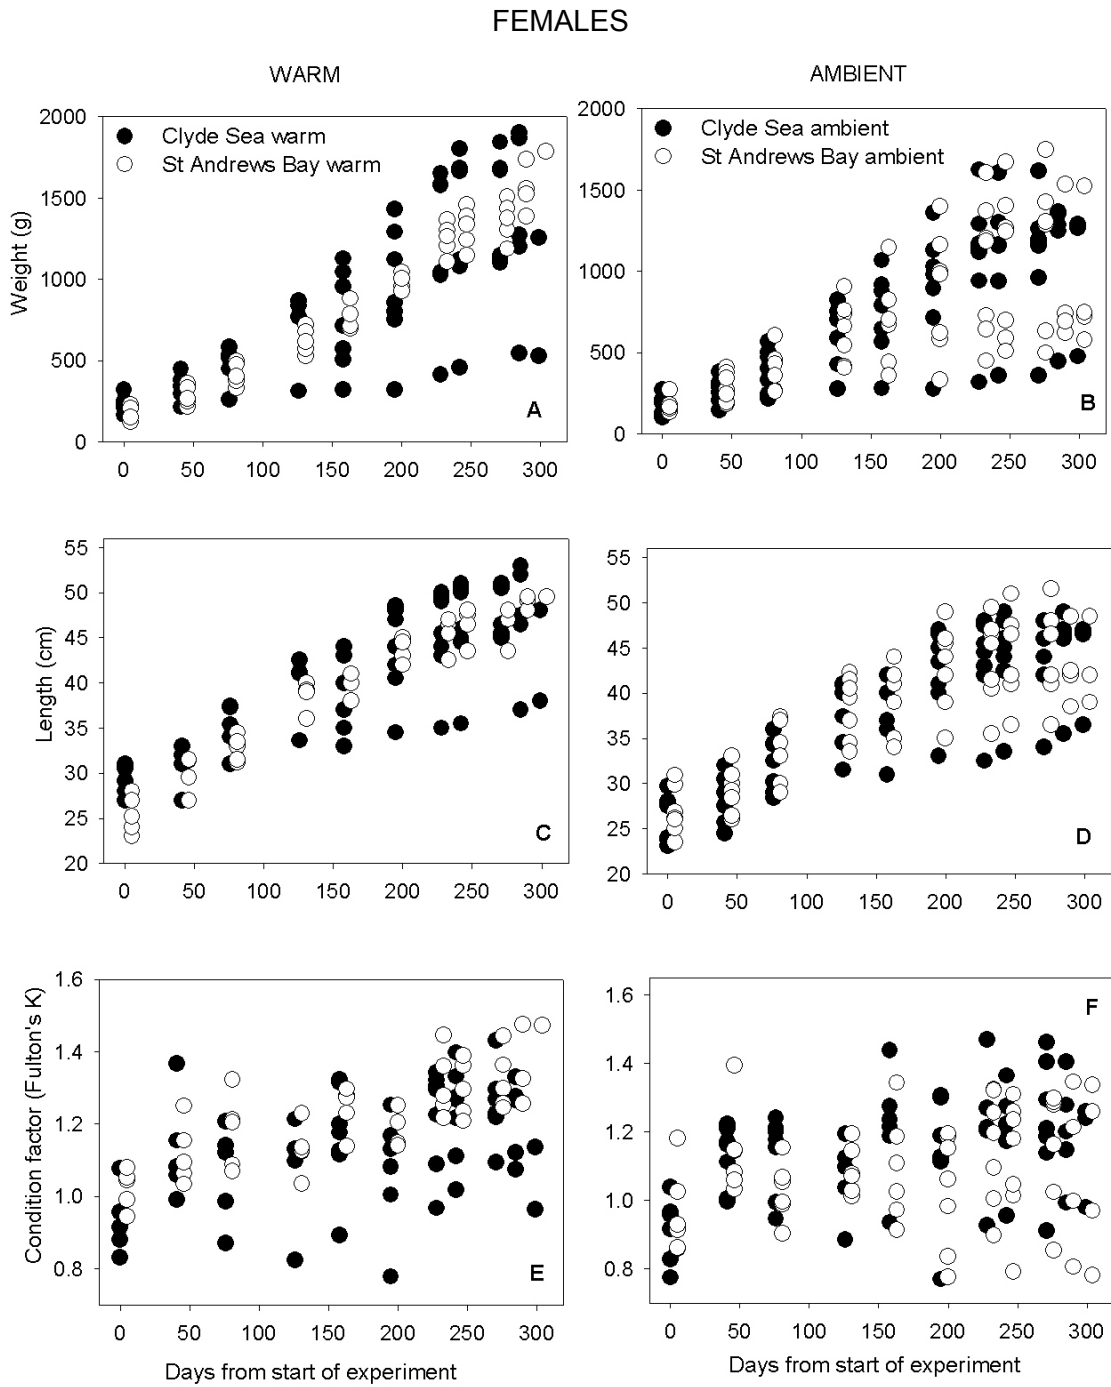 FEMALES
WARM
AMBIENT
2000
1500
1000
500
0
Weight (g)
Clyde Sea warm
St Andrews Bay warm
A
0 50 100 150 200 250 300
2000
1500
1000
500
0
Clyde Sea ambient
St Andrews Bay ambient
B
0 50 100 150 200 250 300
55
50
45
40
35
30
25
20
Length (cm)
C
0 50 100 150 200 250 300
55
50
45
40
35
30
25
20
D
0 50 100 150 200 250 300
1.6
1.4
1.2
1.0
0.8
Condition factor (Fulton's K)
E
0 50 100 150 200 250 300
Days from start of experiment
1.6
1.4
1.2
1.0
0.8
F
0 50 100 150 200 250 300
Days from start of experiment